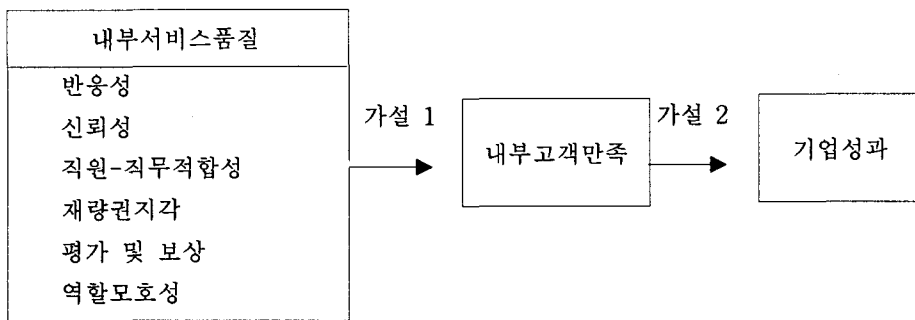 내부서비스품질
반응성
신뢰성
직원-직무적합성
재량권지각
평가 및 보상
역할모호성
가설 1
내부고객만족
가설 2
기업성과